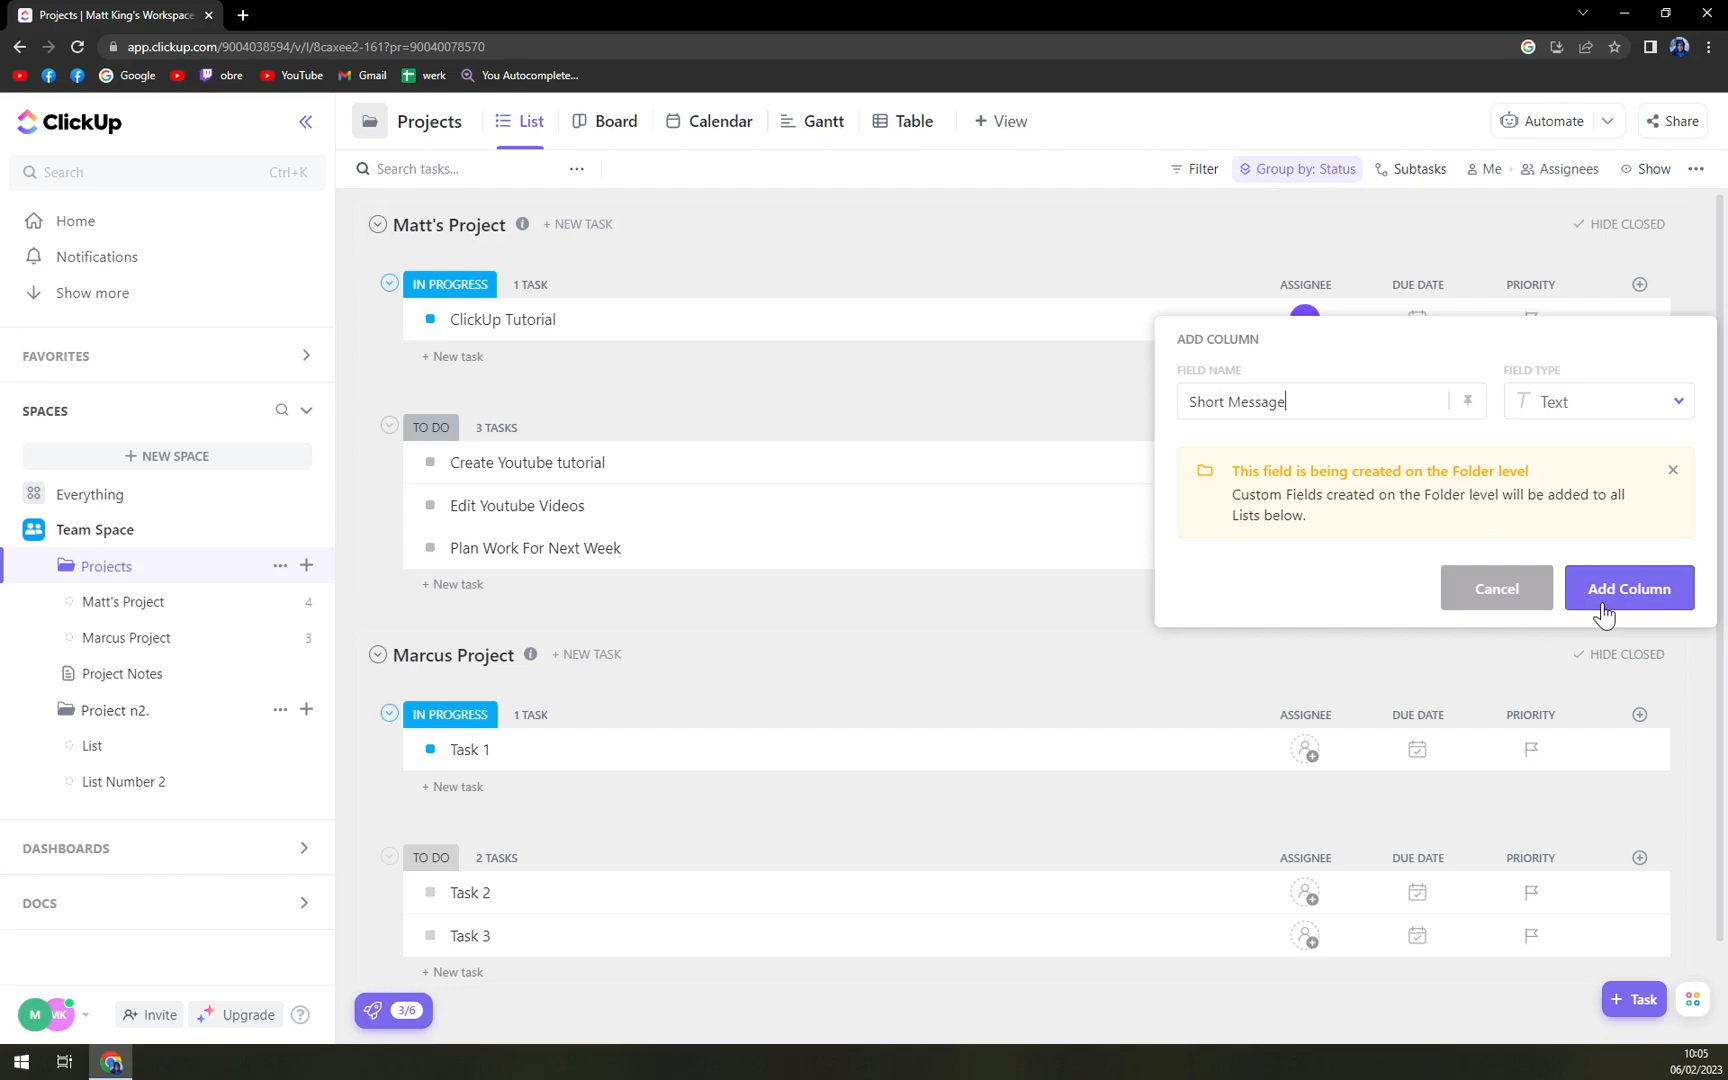 Projects | Matt King's Workspace
app.clickup.com/9004038594/v/l/8caxee2-161?pr=90040078570
Google
obre
YouTube
Gmail
werk
You Autocomplete...
ClickUp
Projects
List
Board
Calendar
Gantt
Table
+ View
Automate
Share
Search
Ctrl+K
Search tasks...
Filter
Group by: Status
Subtasks
Me
Assignees
Show
Home
Notifications
Show more
FAVORITES
SPACES
+ NEW SPACE
Everything
Team Space
Projects
Matt's Project 4
Marcus Project 3
Project Notes
Project n2.
List
List Number 2
DASHBOARDS
DOCS
M
MK
Invite
Upgrade
?
Matt's Project
+ NEW TASK
HIDE CLOSED
IN PROGRESS
1 TASK
ASSIGNEE
DUE DATE
PRIORITY
ClickUp Tutorial
+ New task
TO DO
3 TASKS
Create Youtube tutorial
Edit Youtube Videos
Plan Work For Next Week
+ New task
ADD COLUMN
FIELD NAME
FIELD TYPE
Short Message
Text
This field is being created on the Folder level
Custom Fields created on the Folder level will be added to all
Lists below.
Cancel
Add Column
Marcus Project
+ NEW TASK
HIDE CLOSED
IN PROGRESS
1 TASK
ASSIGNEE
DUE DATE
PRIORITY
Task 1
+ New task
TO DO
2 TASKS
ASSIGNEE
DUE DATE
PRIORITY
Task 2
Task 3
+ New task
3/6
+ Task
10:05
06/02/2023